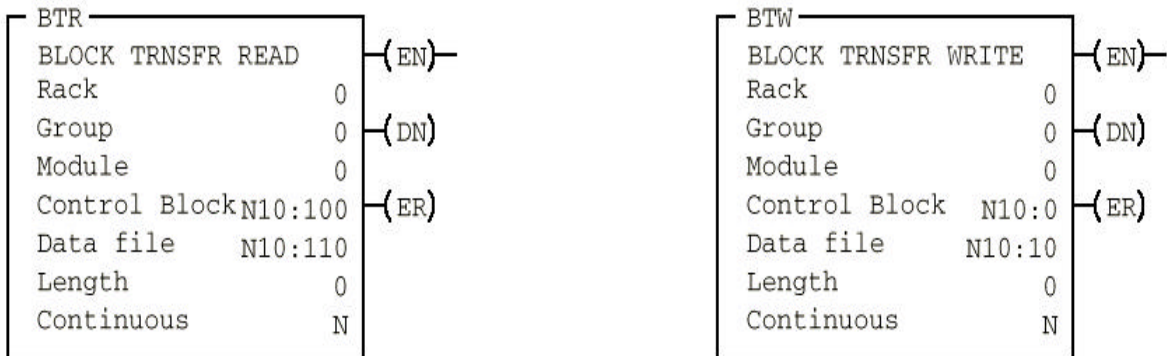 BTR
BLOCK TRNSFR READ (EN)
Rack 0
Group 0 (DN)
Module 0
Control Block N10:100 (ER)
Data file N10:110
Length 0
Continuous N
BTW
BLOCK TRNSFR WRITE (EN)
Rack 0
Group 0 (DN)
Module 0
Control Block N10:0 (ER)
Data file N10:10
Length 0
Continuous N